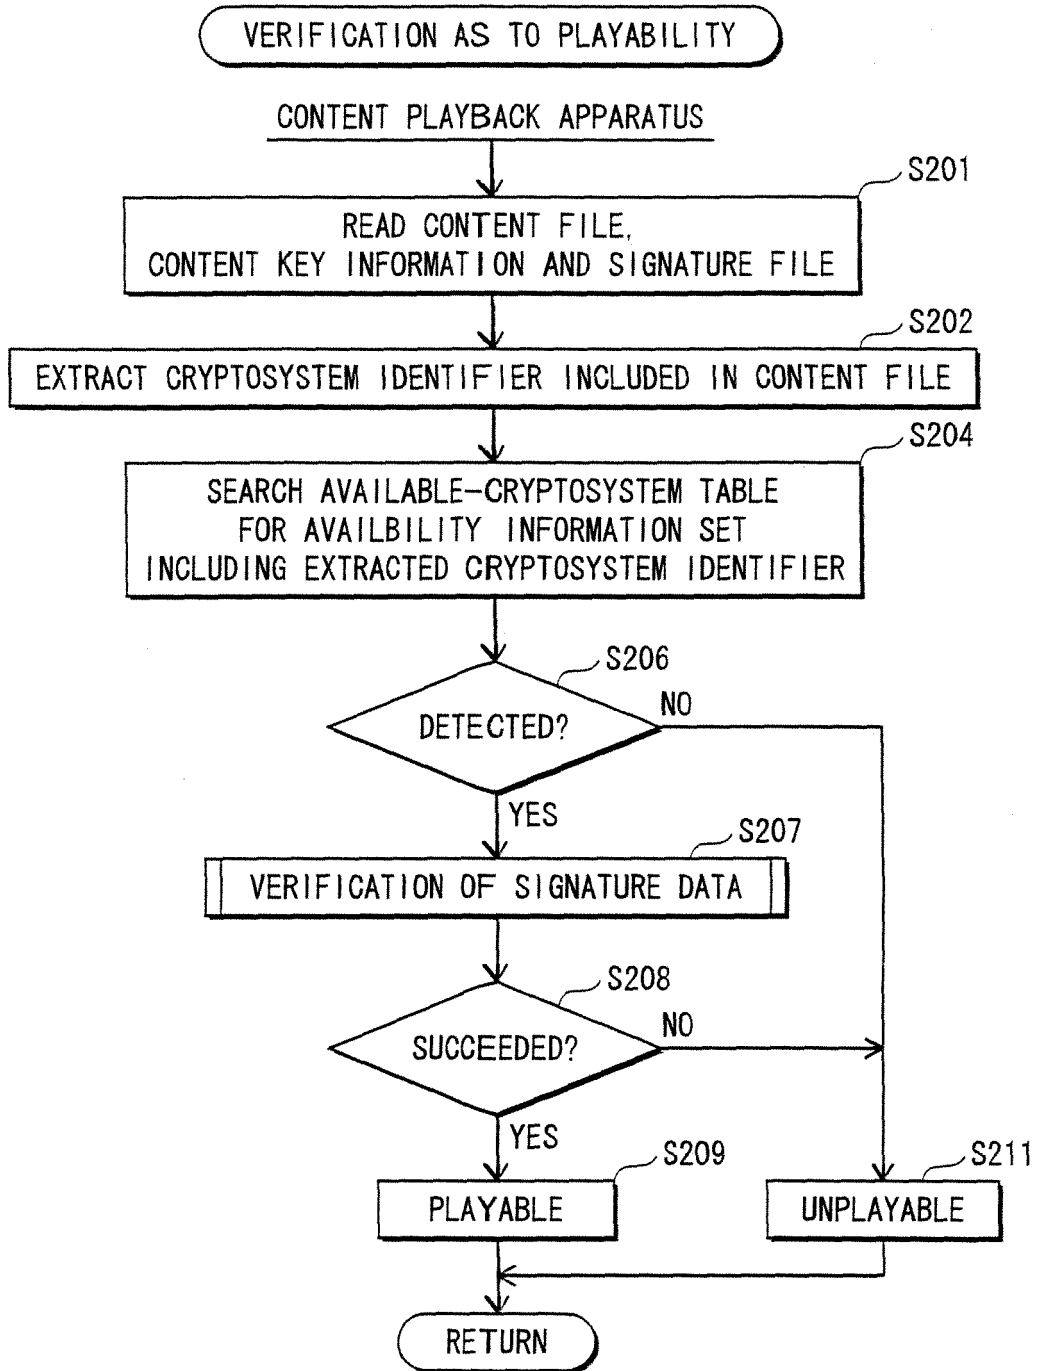 VERIFICATION AS TO PLAYABILITY
CONTENT PLAYBACK APPARATUS
S201
READ CONTENT FILE,
CONTENT KEY INFORMATION AND SIGNATURE FILE
S202
EXTRACT CRYPTOSYSTEM IDENTIFIER INCLUDED IN CONTENT FILE
S204
SEARCH AVAILABLE-CRYPTOSYSTEM TABLE
FOR AVAILBILITY INFORMATION SET
INCLUDING EXTRACTED CRYPTOSYSTEM IDENTIFIER
S206
DETECTED?
NO
YES
S207
VERIFICATION OF SIGNATURE DATA
S208
SUCCEEDED?
NO
YES
S209
PLAYABLE
S211
UNPLAYABLE
RETURN